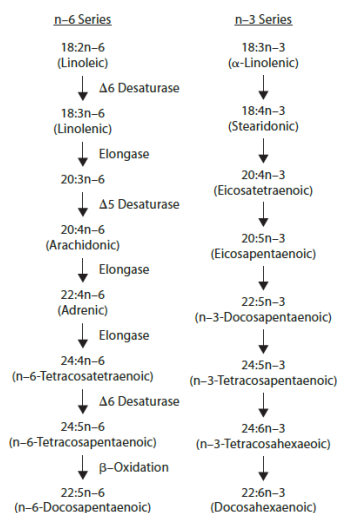 n–6 Series
18:2n–6
(Linoleic)
Δ6 Desaturase
18:3n–6
(Linolenic)
Elongase
20:3n–6
Δ5 Desaturase
20:4n–6
(Arachidonic)
Elongase
22:4n–6
(Adrenic)
Elongase
24:4n–6
(n–6-Tetracosatetraenoic)
Δ6 Desaturase
24:5n–6
(n–6-Tetracosapentaenoic)
β–Oxidation
22:5n–6
(n–6-Docosapentaenoic)
n–3 Series
18:3n–3
(α-Linolenic)
18:4n–3
(Stearidonic)
20:4n–3
(Eicosatetraenoic)
20:5n–3
(Eicosapentaenoic)
22:5n–3
(n–3-Docosapentaenoic)
24:5n–3
(n–3-Tetracosapentaenoic)
24:6n–3
(n–3-Tetracosahexaeoic)
22:6n–3
(Docosahexaenoic)